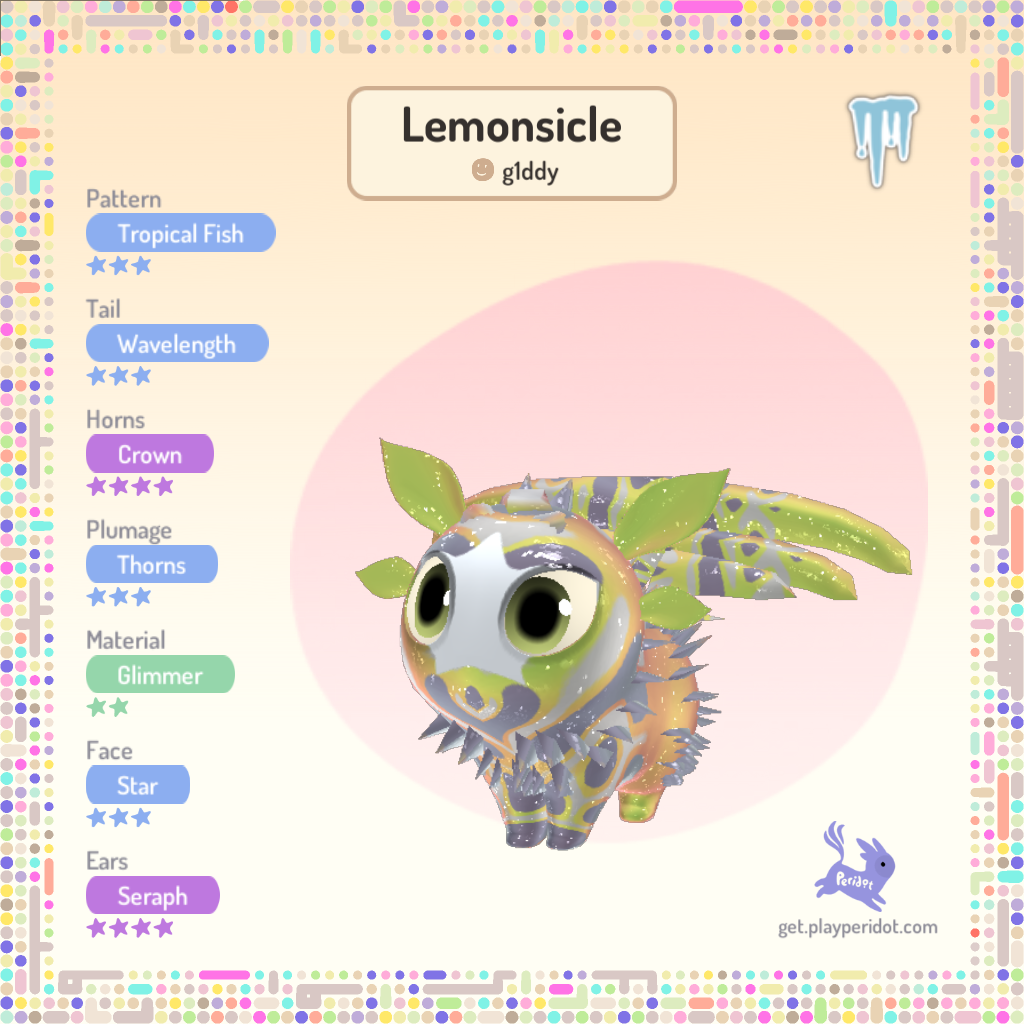 Lemonsicle
g1ddy
Pattern
Tropical Fish
Tail
Wavelength
Horns
Crown
Plumage
Thorns
Material
Glimmer
Face
Star
Ears
Seraph
Peridot
get.playperidot.com